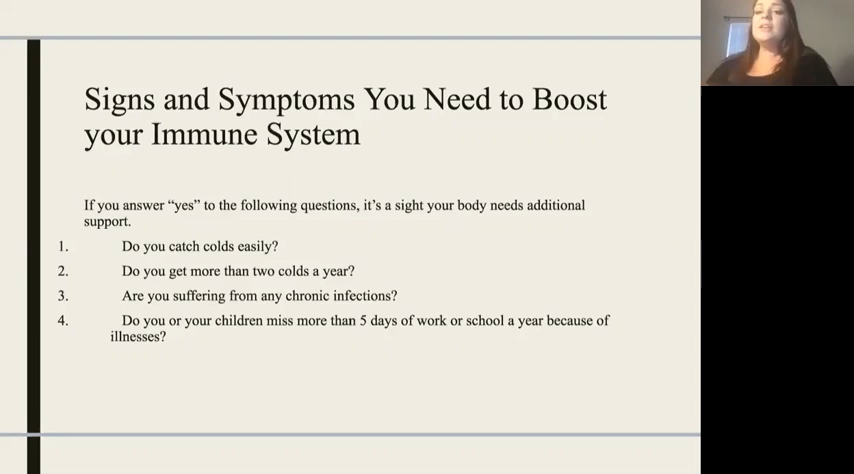 Signs and Symptoms You Need to Boost
your Immune System
If you answer “yes” to the following questions, it’s a sight your body needs additional
support.
1. Do you catch colds easily?
2. Do you get more than two colds a year?
3. Are you suffering from any chronic infections?
4. Do you or your children miss more than 5 days of work or school a year because of
illnesses?